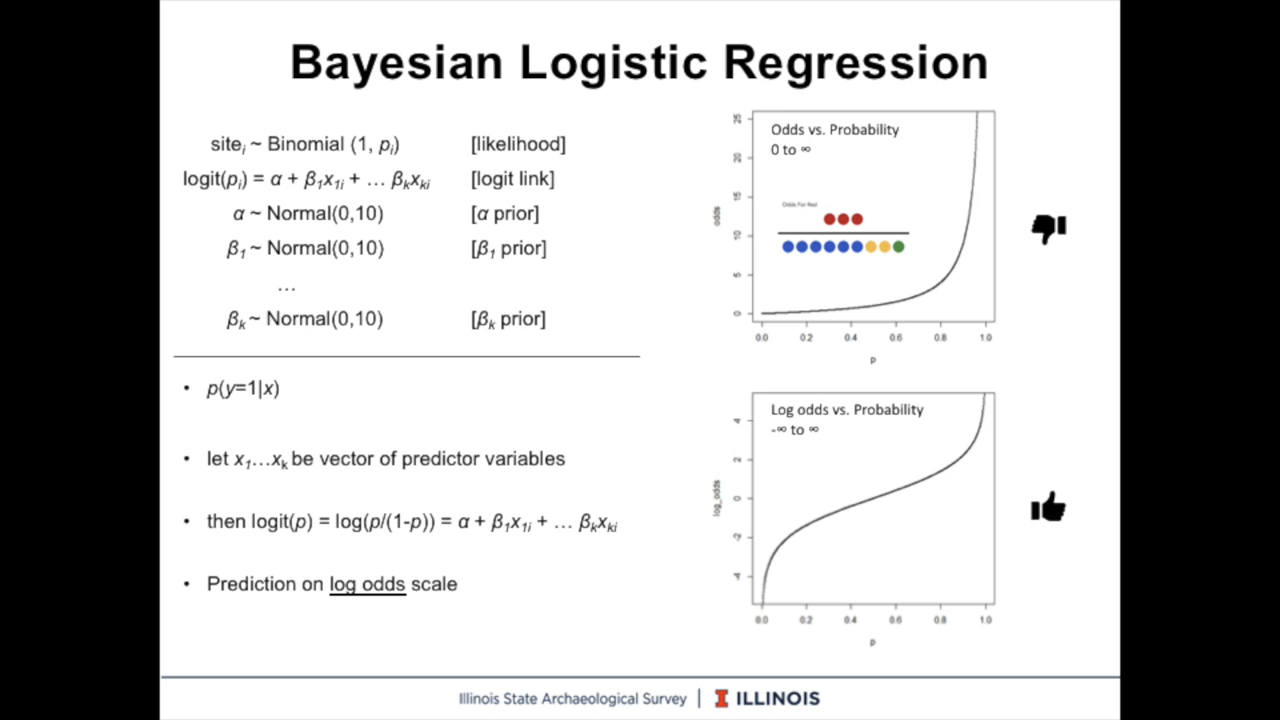 Bayesian Logistic Regression
siteᵢ ~ Binomial (1, pᵢ) [likelihood]
logit(pᵢ) = α + β₁x₁ᵢ + … βₖxₖᵢ [logit link]
α ~ Normal(0,10) [α prior]
β₁ ~ Normal(0,10) [β₁ prior]
…
βₖ ~ Normal(0,10) [βₖ prior]
• p(y=1|x)
• let x₁…xₖ be vector of predictor variables
• then logit(p) = log(p/(1-p)) = α + β₁x₁ᵢ + … βₖxₖᵢ
• Prediction on log odds scale
Odds vs. Probability
0 to ∞
Odds For Red
odds
25
20
15
10
5
0
0.0 0.2 0.4 0.6 0.8 1.0
p
Log odds vs. Probability
-∞ to ∞
log_odds
4
2
0
-2
-4
0.0 0.2 0.4 0.6 0.8 1.0
p
Illinois State Archaeological Survey | I ILLINOIS